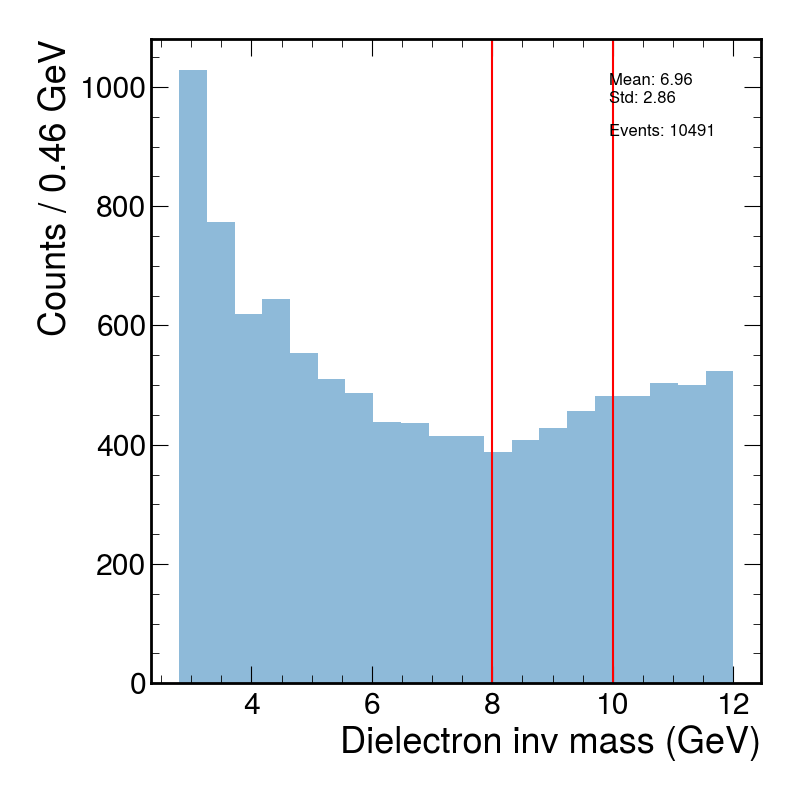 Counts / 0.46 GeV
1000
800
600
400
200
0
Mean: 6.96
Std: 2.86
Events: 10491
4 6 8 10 12
Dielectron inv mass (GeV)